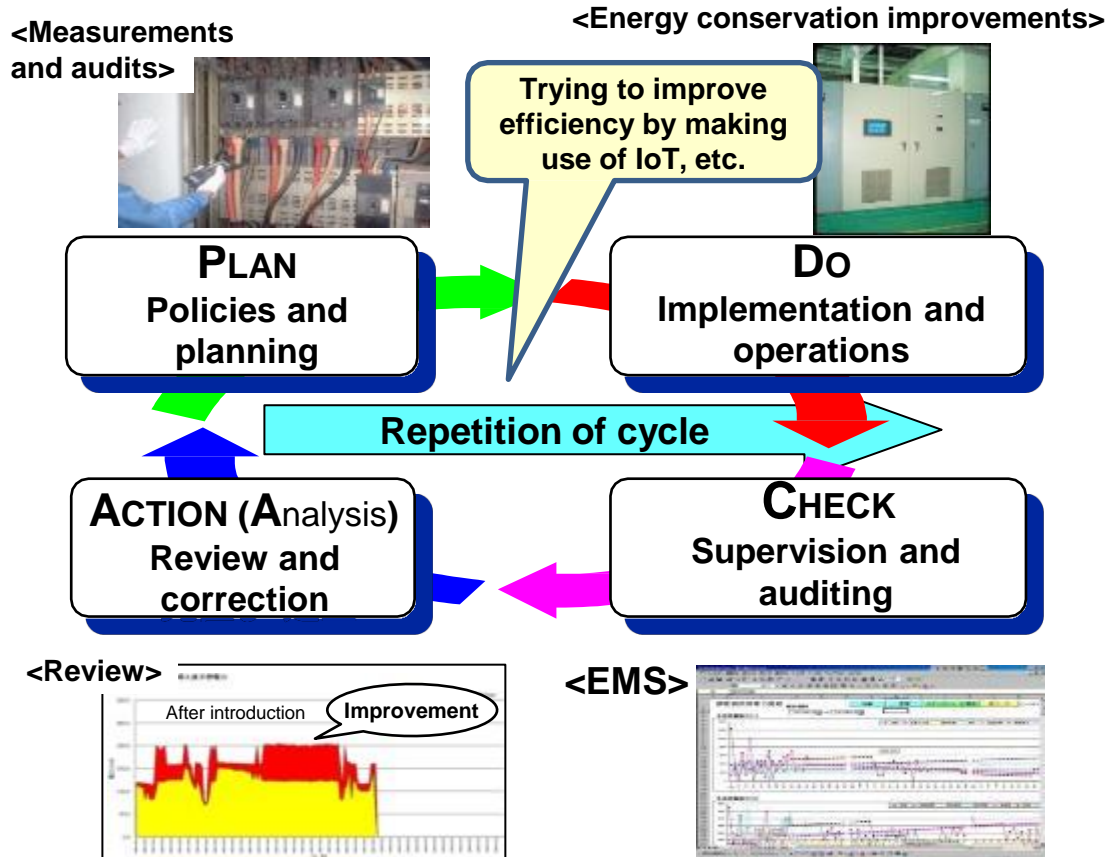 <Measurements
and audits>
<Energy conservation improvements>
Trying to improve
efficiency by making
use of IoT, etc.
PLAN
Policies and
planning
DO
Implementation and
operations
Repetition of cycle
ACTION (Analysis)
Review and
correction
CHECK
Supervision and
auditing
<Review>
After introduction
Improvement
<EMS>